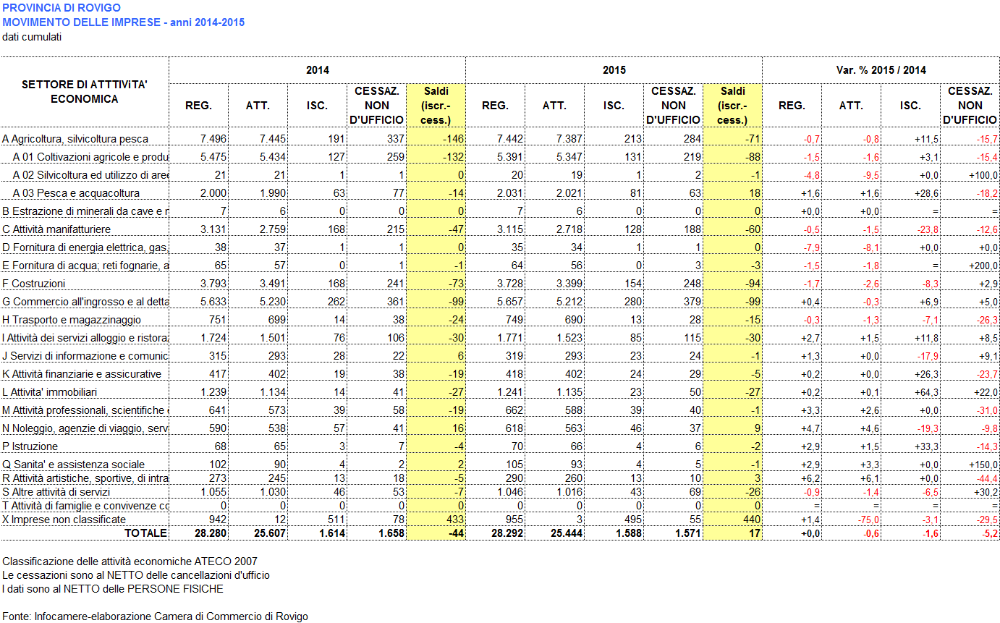 PROVINCIA DI ROVIGO
MOVIMENTO DELLE IMPRESE - anni 2014-2015
dati cumulati
SETTORE DI ATTTIViTA' ECONOMICA 2014 2015 Var. % 2015 / 2014
REG. ATT. ISC. CESSAZ. NON D'UFFICIO Saldi (iscr.-cess.) REG. ATT. ISC. CESSAZ. NON D'UFFICIO Saldi (iscr.-cess.) REG. ATT. ISC. CESSAZ. NON D'UFFICIO
A Agricoltura, silvicoltura pesca 7.496 7.445 191 337 -146 7.442 7.387 213 284 -71 -0,7 -0,8 +11,5 -15,7
A 01 Coltivazioni agricole e produ 5.475 5.434 127 259 -132 5.391 5.347 131 219 -88 -1,5 -1,6 +3,1 -15,4
A 02 Silvicoltura ed utilizzo di aree 21 21 1 1 0 20 19 1 2 -1 -4,8 -9,5 +0,0 +100,0
A 03 Pesca e acquacoltura 2.000 1.990 63 77 -14 2.031 2.021 81 63 18 +1,6 +1,6 +28,6 -18,2
B Estrazione di minerali da cave e r 7 6 0 0 0 7 6 0 0 0 +0,0 +0,0 = =
C Attività manifatturiere 3.131 2.759 168 215 -47 3.115 2.718 128 188 -60 -0,5 -1,5 -23,8 -12,6
D Fornitura di energia elettrica, gas, 38 37 1 1 0 35 34 1 1 0 -7,9 -8,1 +0,0 +0,0
E Fornitura di acqua; reti fognarie, a 65 57 0 1 -1 64 56 0 3 -3 -1,5 -1,8 = +200,0
F Costruzioni 3.793 3.491 168 241 -73 3.728 3.399 154 248 -94 -1,7 -2,6 -8,3 +2,9
G Commercio all'ingrosso e al detta 5.633 5.230 262 361 -99 5.657 5.212 280 379 -99 +0,4 -0,3 +6,9 +5,0
H Trasporto e magazzinaggio 751 699 14 38 -24 749 690 13 28 -15 -0,3 -1,3 -7,1 -26,3
I Attività dei servizi alloggio e ristoraz 1.724 1.501 76 106 -30 1.771 1.523 85 115 -30 +2,7 +1,5 +11,8 +8,5
J Servizi di informazione e comunic 315 293 28 22 6 319 293 23 24 -1 +1,3 +0,0 -17,9 +9,1
K Attività finanziarie e assicurative 417 402 19 38 -19 418 402 24 29 -5 +0,2 +0,0 +26,3 -23,7
L Attivita' immobiliari 1.239 1.134 14 41 -27 1.241 1.135 23 50 -27 +0,2 +0,1 +64,3 +22,0
M Attività professionali, scientifiche e 641 573 39 58 -19 662 588 39 40 -1 +3,3 +2,6 +0,0 -31,0
N Noleggio, agenzie di viaggio, serv 590 538 57 41 16 618 563 46 37 9 +4,7 +4,6 -19,3 -9,8
P Istruzione 68 65 3 7 -4 70 66 4 6 -2 +2,9 +1,5 +33,3 -14,3
Q Sanita' e assistenza sociale 102 90 4 2 2 105 93 4 5 -1 +2,9 +3,3 +0,0 +150,0
R Attività artistiche, sportive, di intra 273 245 13 18 -5 290 260 13 10 3 +6,2 +6,1 +0,0 -44,4
S Altre attività di servizi 1.055 1.030 46 53 -7 1.046 1.016 43 69 -26 -0,9 -1,4 -6,5 +30,2
T Attività di famiglie e convivenze co 0 0 0 0 0 0 0 0 0 0 = = = =
X Imprese non classificate 942 12 511 78 433 955 3 495 55 440 +1,4 -75,0 -3,1 -29,5
TOTALE 28.280 25.607 1.614 1.658 -44 28.292 25.444 1.588 1.571 17 +0,0 -0,6 -1,6 -5,2
Classificazione delle attività economiche ATECO 2007
Le cessazioni sono al NETTO delle cancellazioni d'ufficio
I dati sono al NETTO delle PERSONE FISICHE
Fonte: Infocamere-elaborazione Camera di Commercio di Rovigo